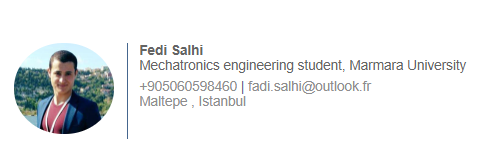 Fedi Salhi
Mechatronics engineering student, Marmara University
+905060598460 | fadi.salhi@outlook.fr
Maltepe , Istanbul